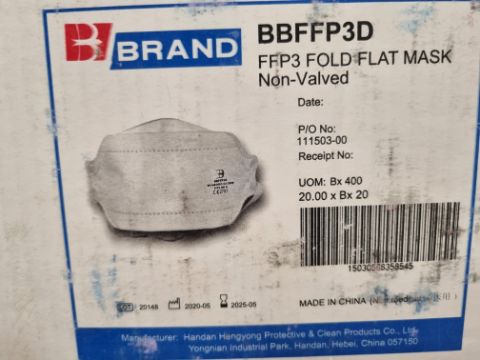 B BRAND
BBFFP3D
FFP3 FOLD FLAT MASK
Non-Valved
Date:
P/O No:
111503-00
Receipt No:
UOM: Bx 400
20.00 x Bx 20
LOT 20148 2020-05 2025-05
MADE IN CHINA
Manufacturer: Handan Hengyong Protective & Clean Products Co., Ltd.
Yongnian Industrial Park, Handan, Hebei, China 057150